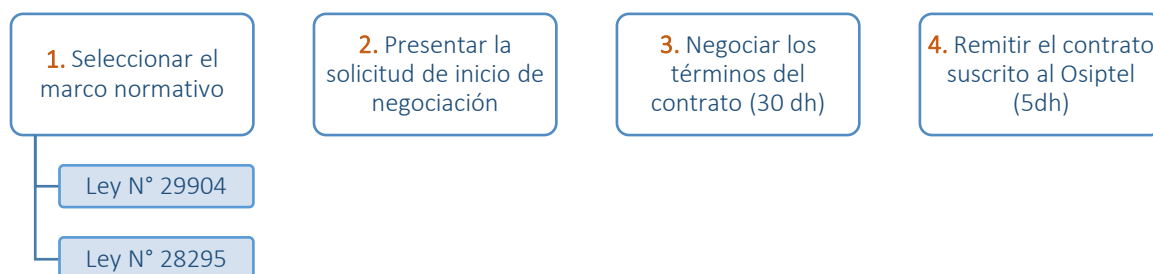 1. Seleccionar el
marco normativo
Ley N° 29904
Ley N° 28295
2. Presentar la
solicitud de inicio de
negociación
3. Negociar los
términos del
contrato (30 dh)
4. Remitir el contrato
suscrito al Osiptel
(5dh)